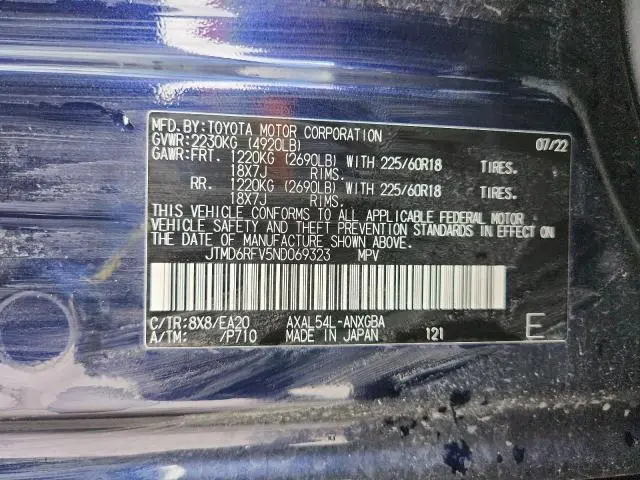 MFD.BY:TOYOTA MOTOR CORPORATION 07/22
GVWR:2230KG (4920LB)
GAWR:FRT. 1220KG (2690LB) WITH 225/60R18 TIRES.
18X7J RIMS.
RR. 1220KG (2690LB) WITH 225/60R18 TIRES.
18X7J RIMS.
THIS VEHICLE CONFORMS TO ALL APPLICABLE FEDERAL MOTOR
VEHICLE SAFETY AND THEFT PREVENTION STANDARDS IN EFFECT ON
THE DATE OF MANUFACTURE SHOWN ABOVE.
JTMD6RFV5ND069323 MPV
C/TR:8X8/EA20 AXAL54L-ANXGBA
A/TM: /P710 MADE IN JAPAN 121 E